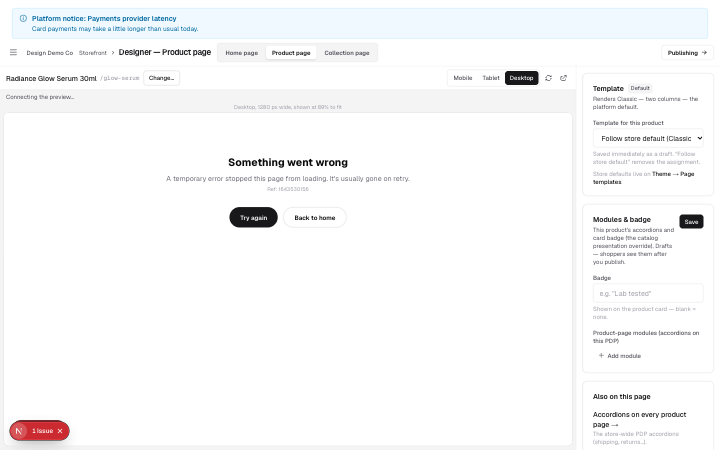 Platform notice: Payments provider latency
Card payments may take a little longer than usual today.
Design Demo Co Storefront > Designer — Product page Home page Product page Collection page Publishing →
Radiance Glow Serum 30ml /glow-serum Change… Mobile Tablet Desktop
Connecting the preview…
Desktop, 1280 px wide, shown at 88% to fit
Something went wrong
A temporary error stopped this page from loading. It's usually gone on retry.
Try again Back to home
1 Issue ×
Template Default
Renders Classic — two columns — the
platform default.
Template for this product
Follow store default (Classic
Saved immediately as a draft. "Follow
store default" removes the assignment.
Store defaults live on Theme → Page
templates
Modules & badge Save
This product's accordions and
card badge (the catalog
presentation override). Drafts
— shoppers see them after
you publish.
Badge
e.g. "Lab tested"
Shown on the product card — blank =
none.
Product-page modules (accordions on
this PDP)
+ Add module
Also on this page
Accordions on every product
page →
The store-wide PDP accordions
(shipping, returns…).